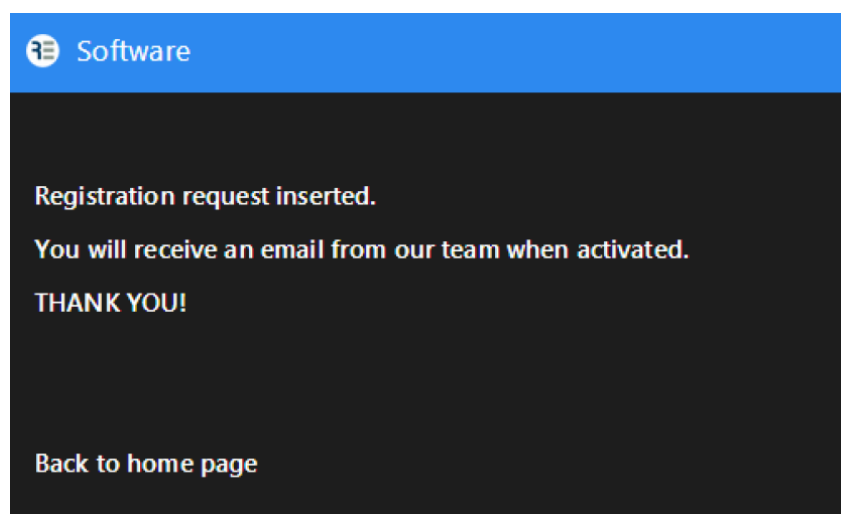 Software
Registration request inserted.
You will receive an email from our team when activated.
THANK YOU!
Back to home page